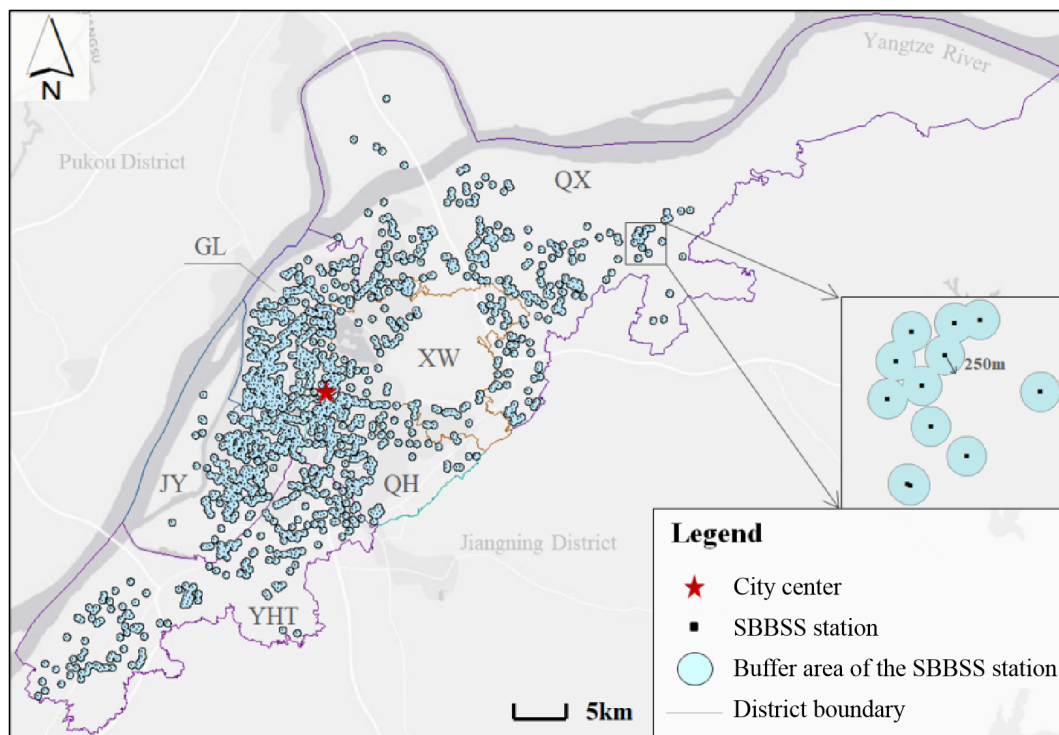 N
Yangtze River
Pukou District
QX
GL
XW
250m
JY
QH
Jiangning District
YHT
5km
Legend
City center
SBBSS station
Buffer area of the SBBSS station
District boundary